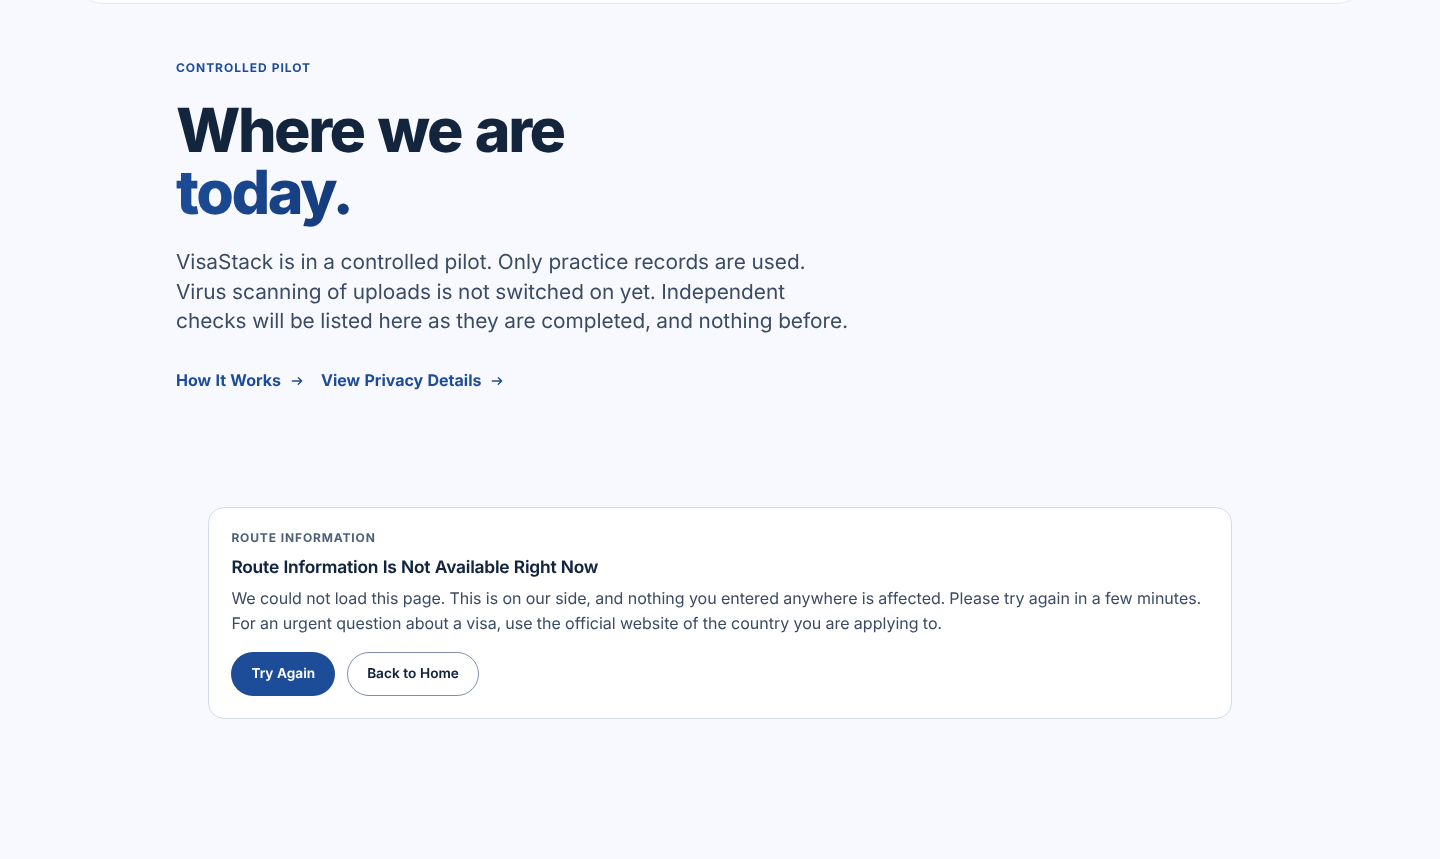 CONTROLLED PILOT
Where we are
today.
VisaStack is in a controlled pilot. Only practice records are used.
Virus scanning of uploads is not switched on yet. Independent
checks will be listed here as they are completed, and nothing before.
How It Works → View Privacy Details →
ROUTE INFORMATION
Route Information Is Not Available Right Now
We could not load this page. This is on our side, and nothing you entered anywhere is affected. Please try again in a few minutes.
For an urgent question about a visa, use the official website of the country you are applying to.
Try Again Back to Home